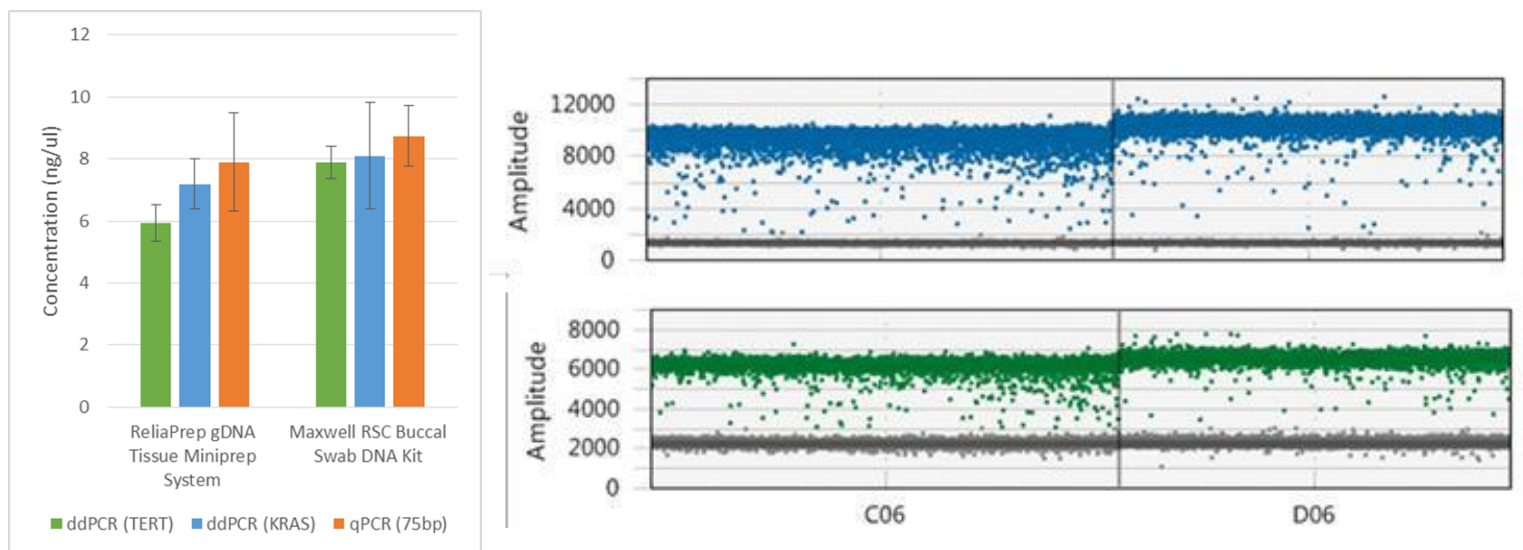 12
10
8
6
4
2
0
Concentration (ng/ul)
ReliaPrep gDNA
Tissue Miniprep
System
Maxwell RSC Buccal
Swab DNA Kit
ddPCR (TERT) ddPCR (KRAS) qPCR (75bp)
12000
8000
4000
0
Amplitude
8000
6000
4000
2000
0
Amplitude
C06 D06